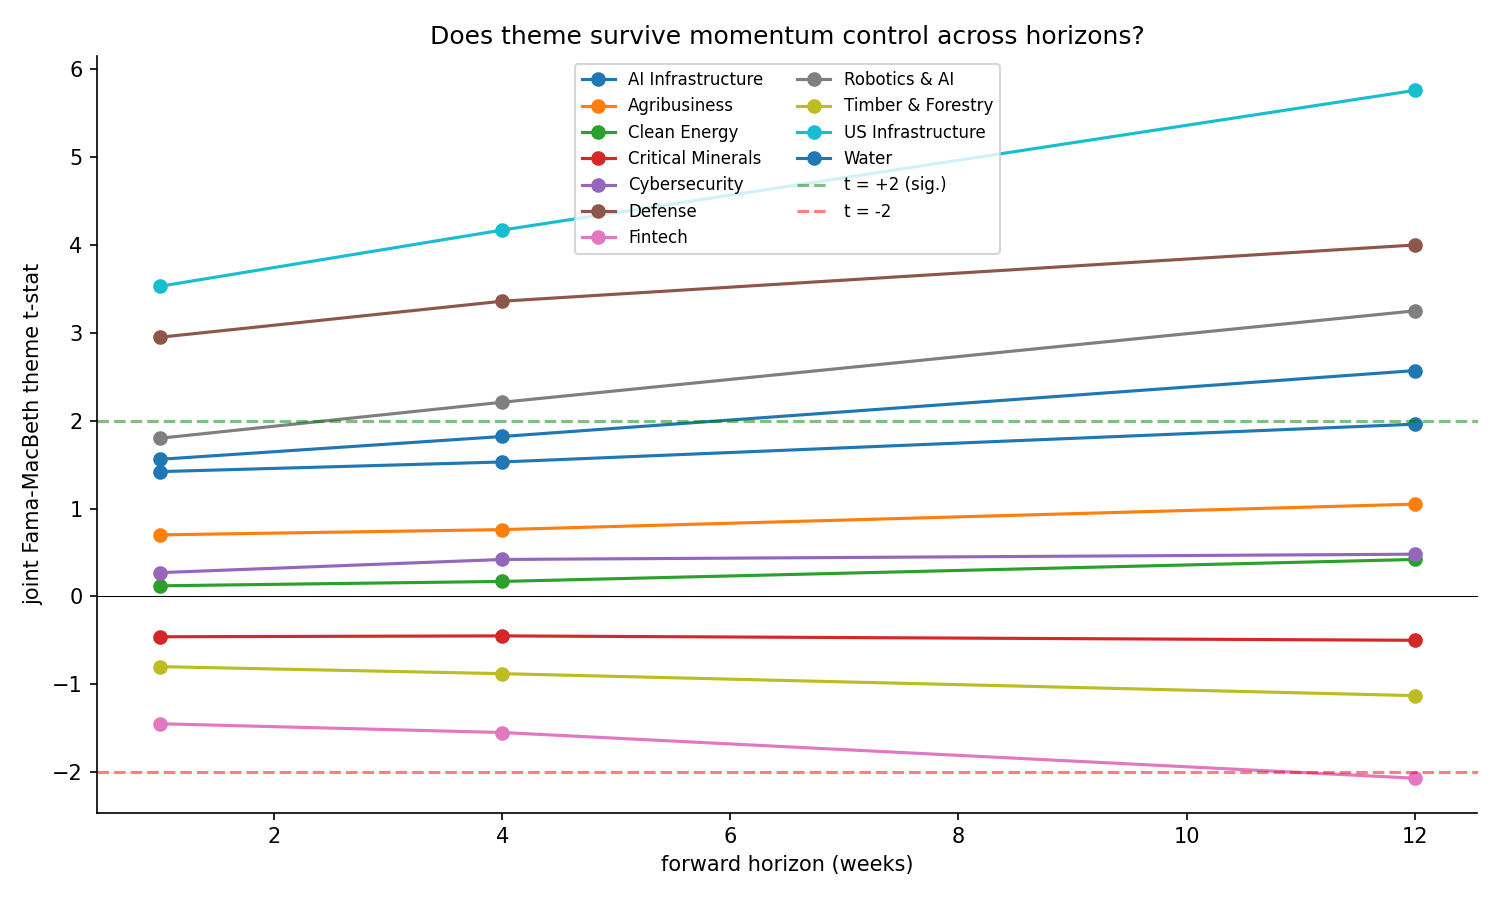 Does theme survive momentum control across horizons?
AI Infrastructure
Agribusiness
Clean Energy
Critical Minerals
Cybersecurity
Defense
Fintech
Robotics & AI
Timber & Forestry
US Infrastructure
Water
t = +2 (sig.)
t = -2
joint Fama-MacBeth theme t-stat
6
5
4
3
2
1
0
−1
−2
2
4
6
8
10
12
forward horizon (weeks)